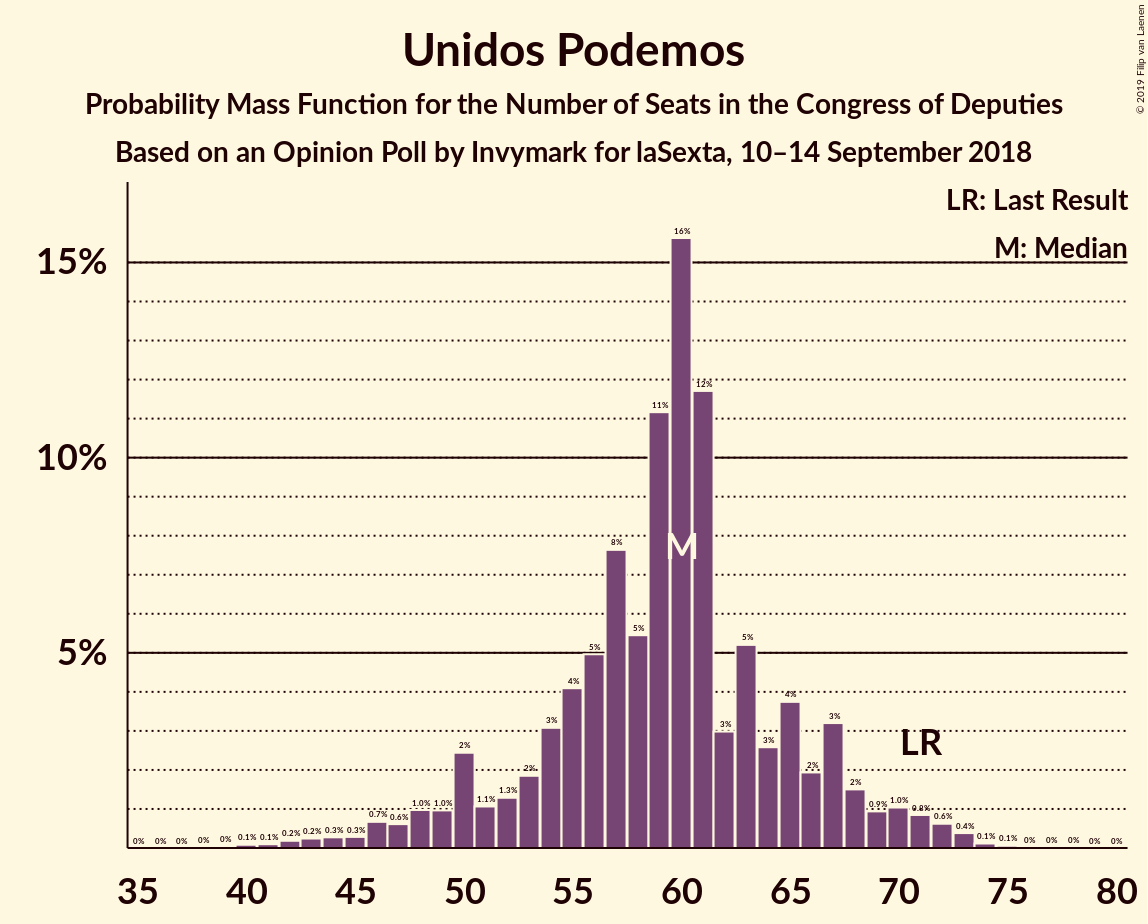 Unidos Podemos
Probability Mass Function for the Number of Seats in the Congress of Deputies
Based on an Opinion Poll by Invymark for laSexta, 10–14 September 2018
© 2019 Filip van Laenen
LR: Last Result
M: Median
15%
10%
5%
0% 0% 0% 0% 0% 0.1% 0.1% 0.2% 0.2% 0.3% 0.3% 0.7% 0.6% 1.0% 1.0% 2% 1.1% 1.3% 2% 3% 4% 5% 8% 5% 11% 16% 12% 3% 5% 3% 4% 2% 3% 2% 0.9% 1.0% 0.8% 0.6% 0.4% 0.1% 0.1% 0% 0% 0% 0% 0%
M
LR
35 40 45 50 55 60 65 70 75 80